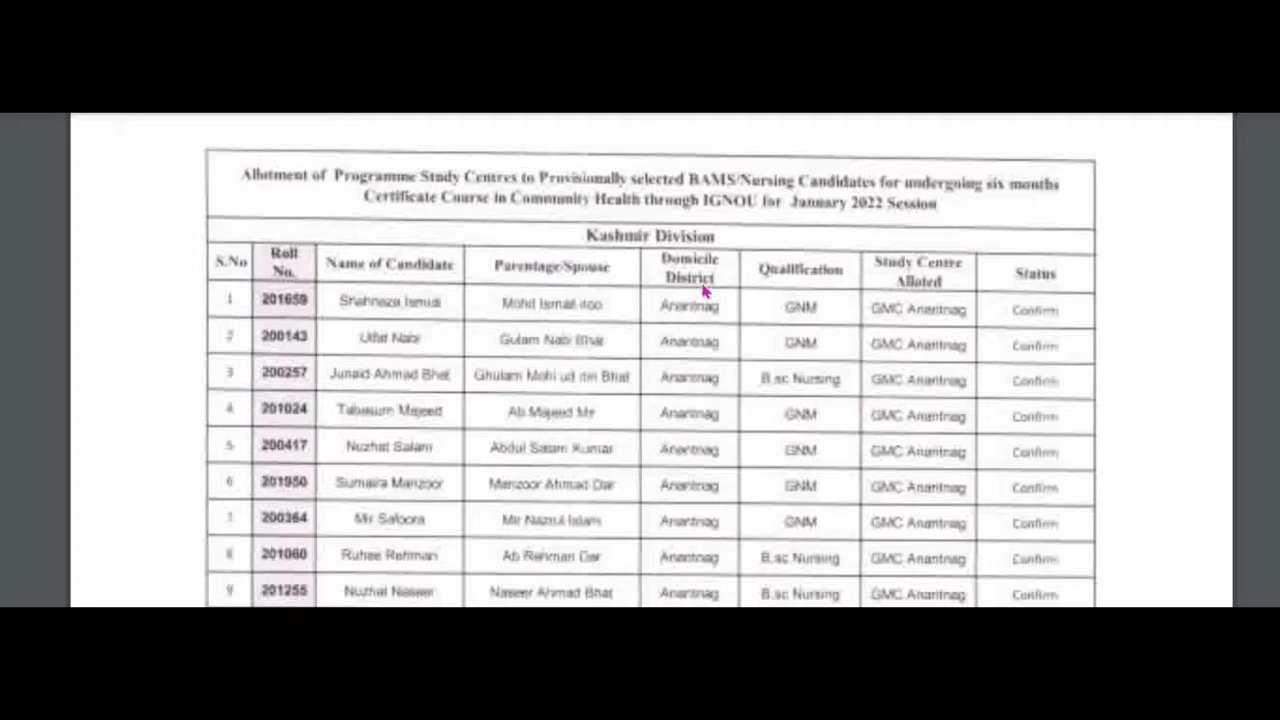 Allotment of Programme Study Centres to Provisionally selected BAMS/Nursing Candidates for undergoing six months
Certificate Course in Community Health through IGNOU for January 2022 Session
Kashmir Division
S.No Roll No. Name of Candidate Parentage/Spouse Domicile District Qualification Study Centre Alloted Status
1 201659 Shahnaza Mohd Ismail Anantnag GNM GMC Anantnag Confirm
2 200143 Nabi Gulam Nabi Bhat Anantnag GNM GMC Anantnag Confirm
3 200257 Junaid Ahmad Bhat Ghulam Mohi ud din Bhat Anantnag B.sc Nursing GMC Anantnag Confirm
4 201024 Tabasum Majeed Ab Majeed Mir Anantnag GNM GMC Anantnag Confirm
5 200417 Nuzhat Salam Abdul Salam Kumar Anantnag GNM GMC Anantnag Confirm
6 201950 Sumaira Manzoor Manzoor Ahmad Dar Anantnag GNM GMC Anantnag Confirm
7 200364 Mir Saloora Mir Nazrul Islam Anantnag GNM GMC Anantnag Confirm
8 201060 Ruhee Rehman Ab Rehman Dar Anantnag B.sc Nursing GMC Anantnag Confirm
9 201255 Nuzhat Naseer Naseer Ahmad Bhat Anantnag B.sc Nursing GMC Anantnag Confirm